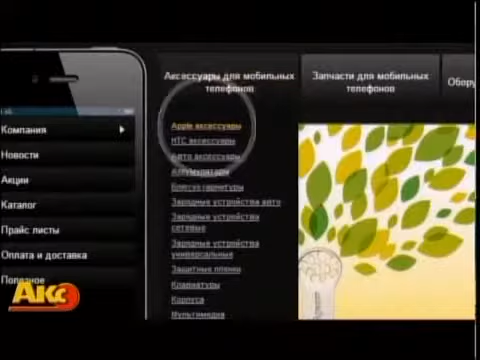 Аксессуары для мобильных
телефонов
Запчасти для мобильных
телефонов
Обору
Компания
Новости
Акции
Каталог
Прайс листы
Оплата и доставка
Полезное
Apple аксессуары
HTC аксессуары
Авто аксессуары
Аккумуляторы
Блютуз гарнитуры
Зарядные устройства авто
Зарядные устройства
сетевые
Зарядные устройства
универсальные
Защитные пленки
Клавиатуры
Корпуса
Мультимедиа
Акс